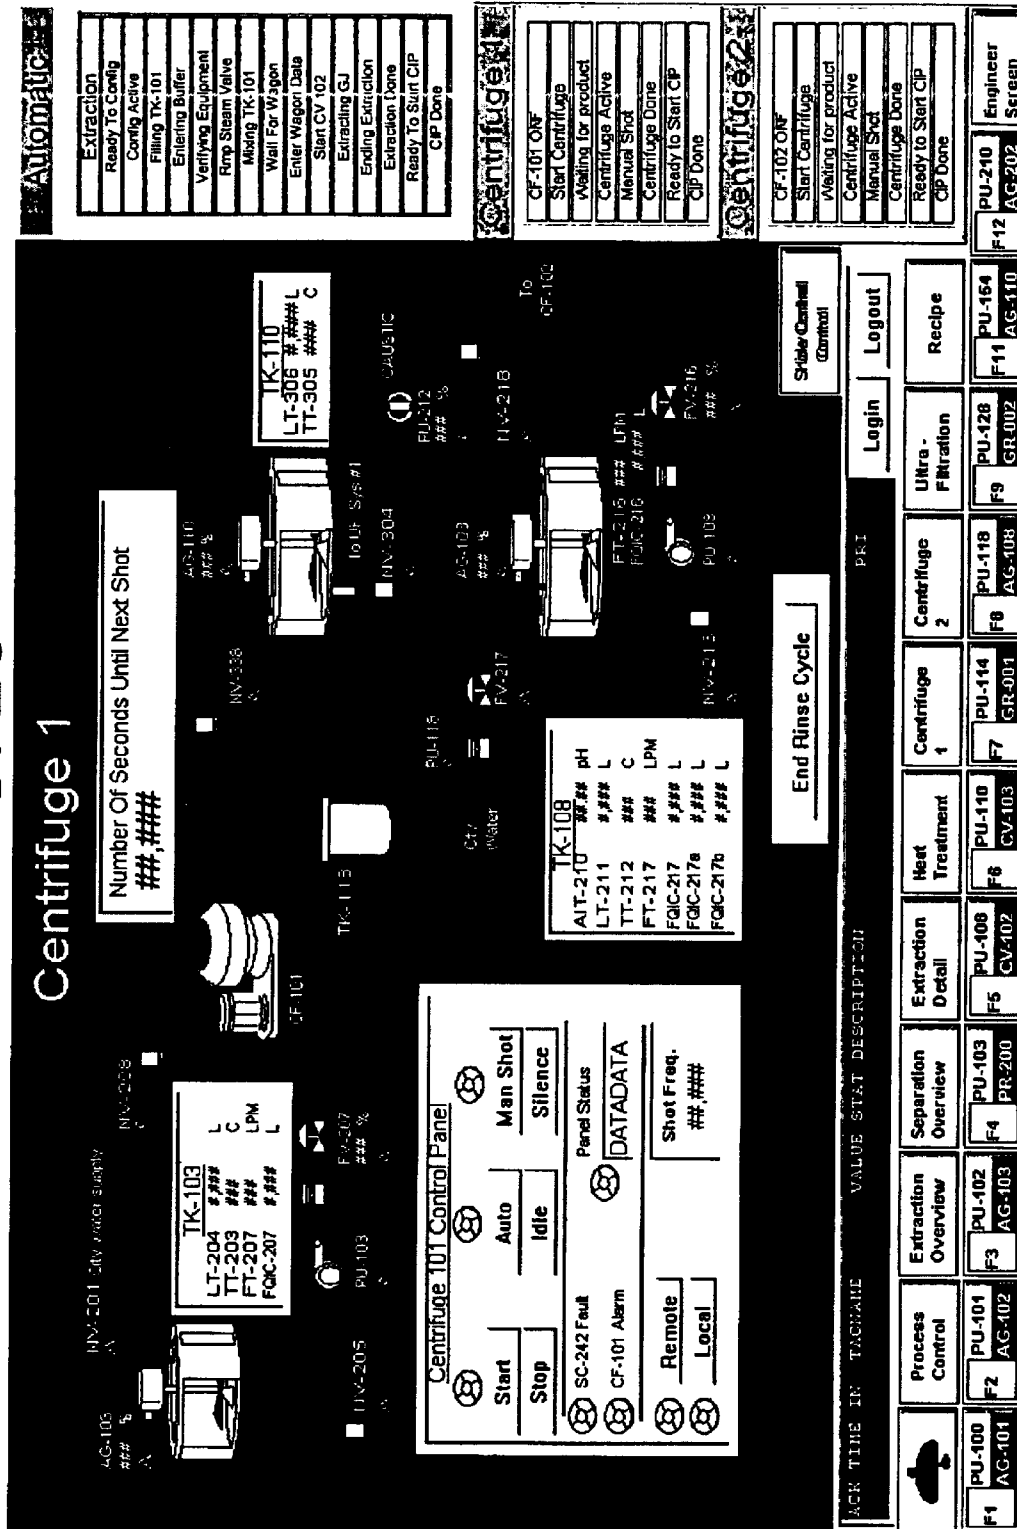 Centrifuge 1
Automatic
Extraction
Ready To Config
Config Active
Filling TK-101
Entering Buffer
Verifying Equipment
Rmp Steam Valve
Mixing TK-101
Wait For Wagon
Enter Wagon Data
Start CV 102
Extracting GJ
Ending Extraction
Extraction Done
Ready To Start CIP
CIP Done
Centrifuge 1
CF-101 ON
Start Centrifuge
Waiting for product
Centrifuge Active
Manual Shot
Centrifuge Done
Ready to Start CIP
CIP Done
Centrifuge 2
CF-102 ON
Start Centrifuge
Waiting for product
Centrifuge Active
Manual Shot
Centrifuge Done
Ready to Start CIP
CIP Done
Number Of Seconds Until Next Shot
##,###
AG-103
### %
A
NV-201 City water supply
A
NV-208
TK-103
LT-204 #,### L
TT-203 ### C
FT-207 ### LPM
FQIC-207 #,### L
NV-205
A
PU-103
A
FV-207
### %
A
CF-101
TK-116
NV-338
A
AG-110
### %
A
TK-110
LT-306 #,### L
TT-305 ### C
To UF Sys #1
NV-304
A
CAUSTIC
PU-212
### %
PU-116
City
Water
FV-217
A
AG-108
### %
A
NV-218
To
CF-102
TK-108
AIT-210 ##.## pH
LT-211 #,### L
TT-212 ### C
FT-217 ### LPM
FQIC-217 #,### L
FQIC-217a #,### L
FQIC-217b #,### L
FT-216 ### LPM
FQIC-216 #,### L
NV-213
A
PU-108
A
FV-216
### %
A
Centrifuge 101 Control Panel
Start
Auto
Man Shot
Stop
Idle
Silence
SC-242 Fault
CF-101 Alarm
Panel Status
DATADATA
Remote
Local
Shot Freq.
##,###
End Rinse Cycle
Control
ACK TIME IN TAGNAME VALUE STAT DESCRIPTION PRI
Login
Logout
Process
Control
Extraction
Overview
Separation
Overview
Extraction
Detail
Heat
Treatment
Centrifuge
1
Centrifuge
2
Ultra-
Filtration
Recipe
Engineer
Screen
F1 PU-100 AG-101
F2 PU-101 AG-102
F3 PU-102 AG-103
F4 PU-103 PR-200
F5 PU-108 CV-102
F6 PU-110 CV-103
F7 PU-114 GR-001
F8 PU-118 AG-108
F9 PU-128 GR-002
F11 PU-154 AG-110
F12 PU-210 AG-202